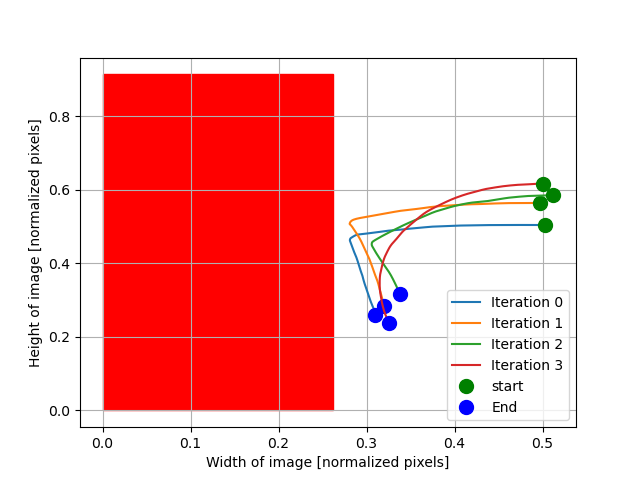 Height of image [normalized pixels]
0.8
0.6
0.4
0.2
0.0
0.0 0.1 0.2 0.3 0.4 0.5
Width of image [normalized pixels]
Iteration 0
Iteration 1
Iteration 2
Iteration 3
start
End